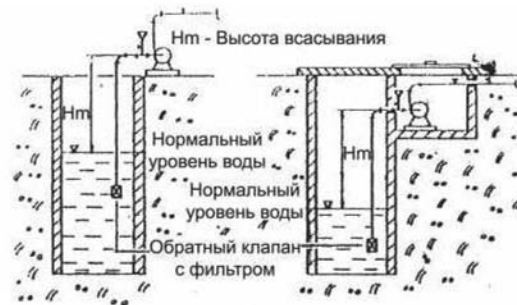 Hm - Высота всасывания
Hm
Нормальный
уровень воды
Hm
Нормальный
уровень воды
Обратный клапан
с фильтром